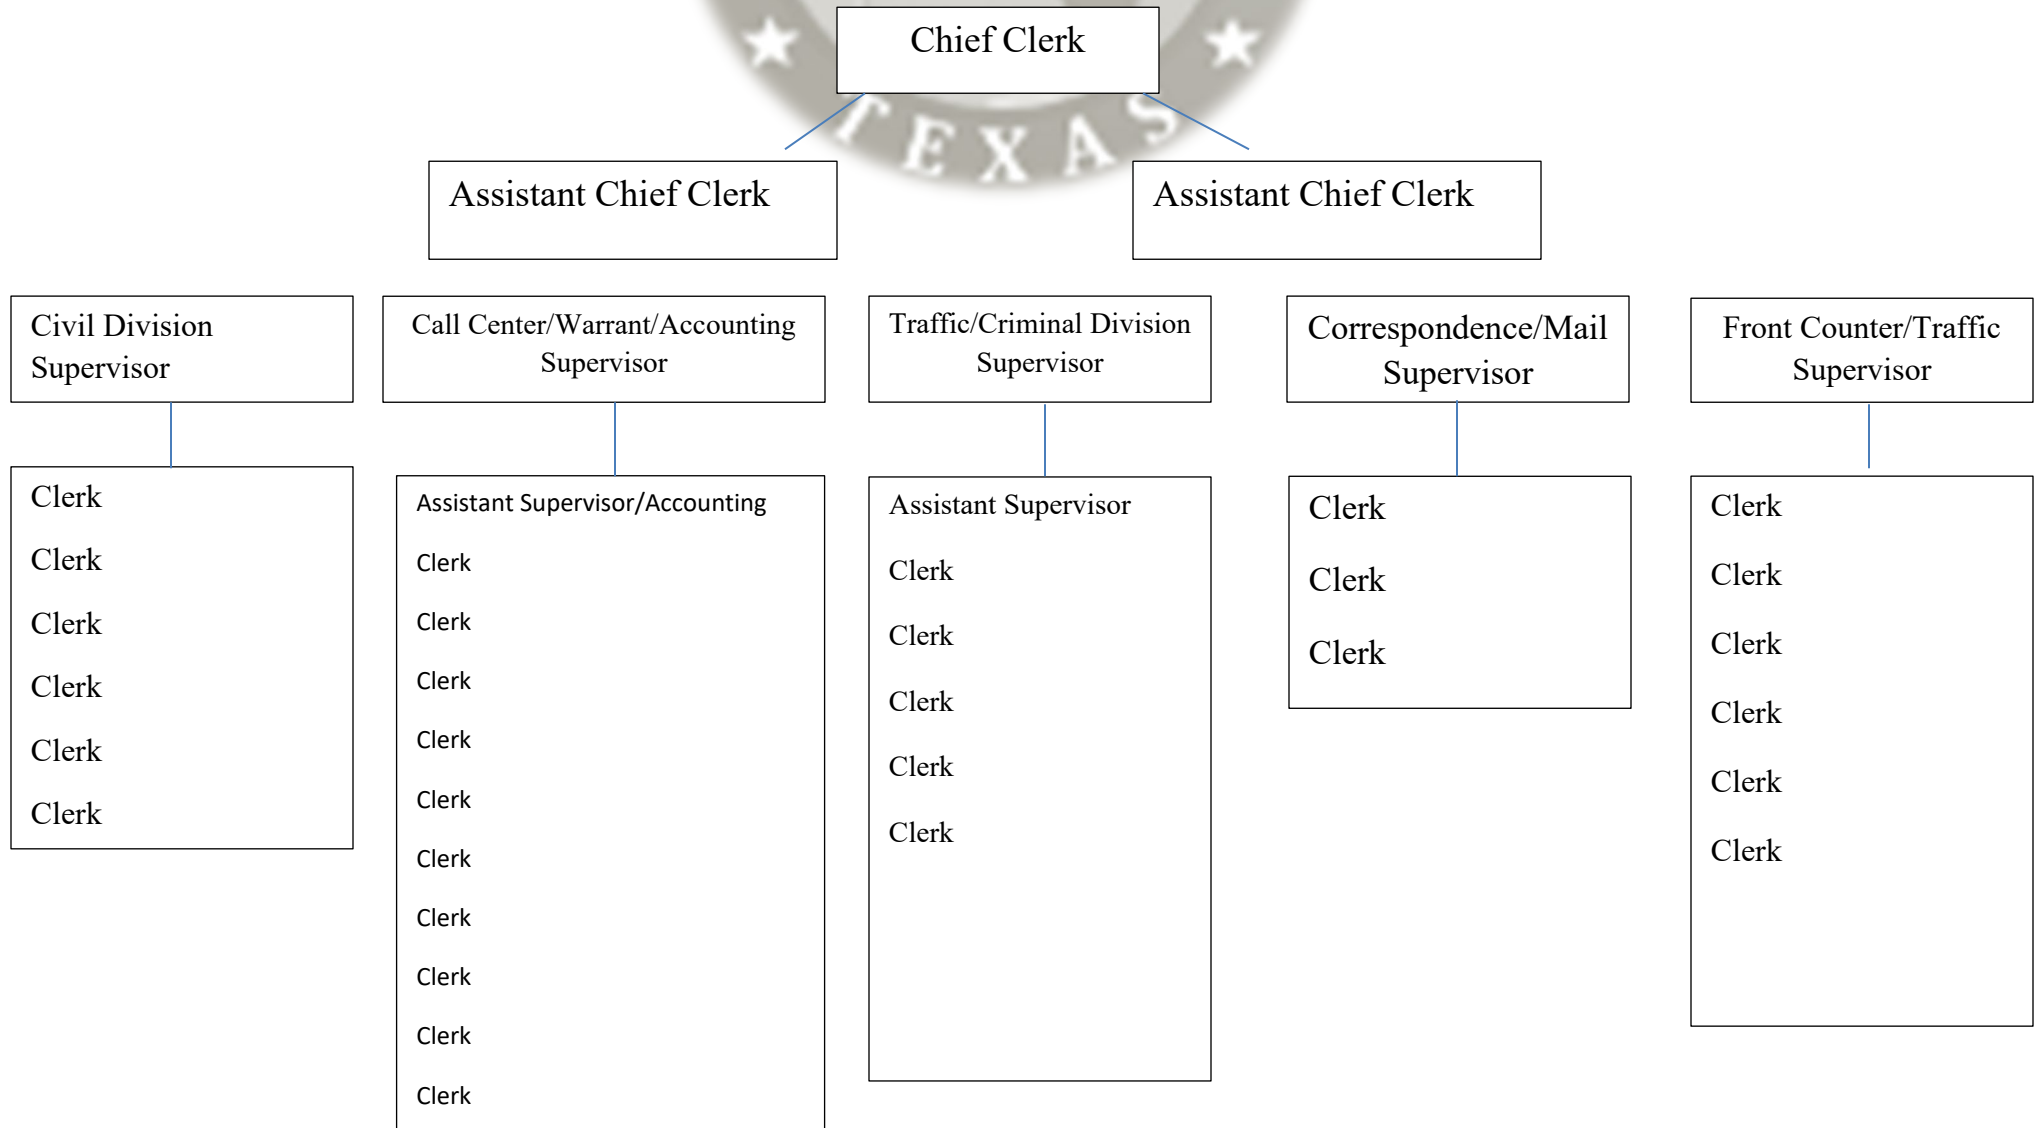 Chief Clerk
TEXAS
Assistant Chief Clerk
Assistant Chief Clerk
Civil Division
Supervisor
Call Center/Warrant/Accounting
Supervisor
Traffic/Criminal Division
Supervisor
Correspondence/Mail
Supervisor
Front Counter/Traffic
Supervisor
Clerk
Clerk
Clerk
Clerk
Clerk
Clerk
Assistant Supervisor/Accounting
Clerk
Clerk
Clerk
Clerk
Clerk
Clerk
Clerk
Clerk
Clerk
Clerk
Assistant Supervisor
Clerk
Clerk
Clerk
Clerk
Clerk
Clerk
Clerk
Clerk
Clerk
Clerk
Clerk
Clerk
Clerk
Clerk